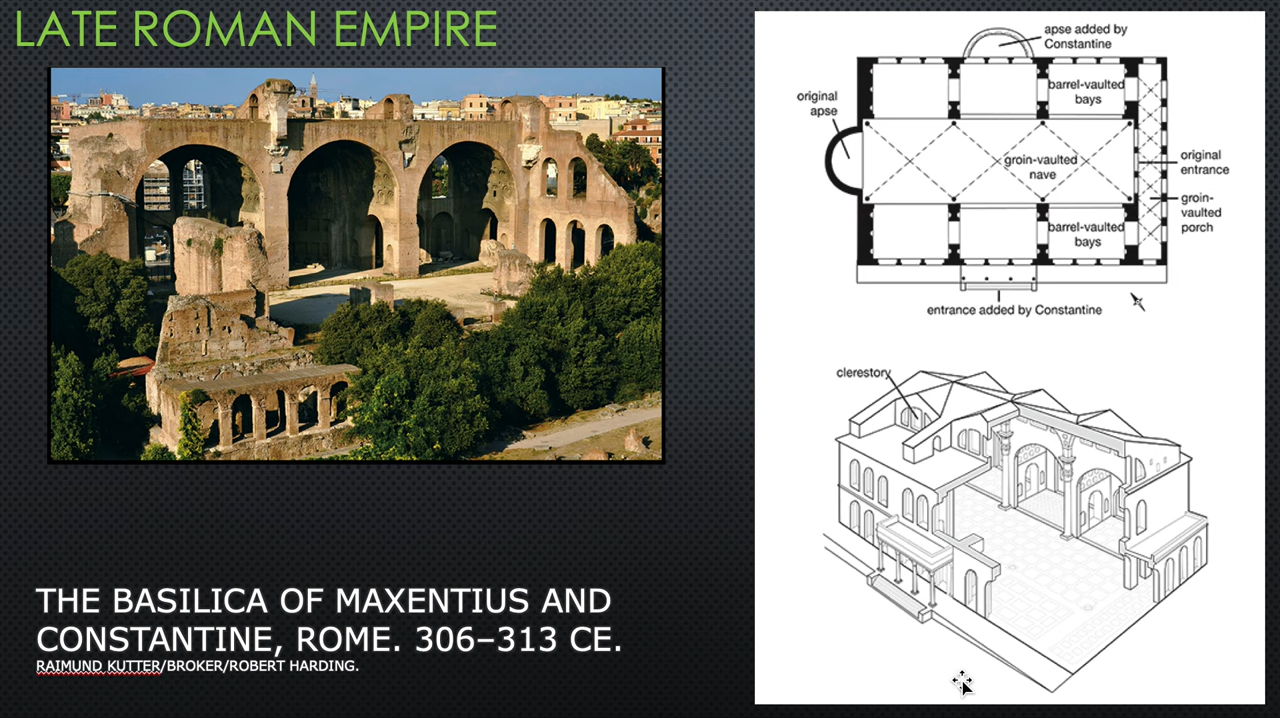 LATE ROMAN EMPIRE
apse added by
Constantine
barrel-vaulted
bays
original
apse
groin-vaulted
nave
original
entrance
groin-
vaulted
porch
barrel-vaulted
bays
entrance added by Constantine
clerestory
THE BASILICA OF MAXENTIUS AND
CONSTANTINE, ROME. 306–313 CE.
RAIMUND KUTTER/BROKER/ROBERT HARDING.